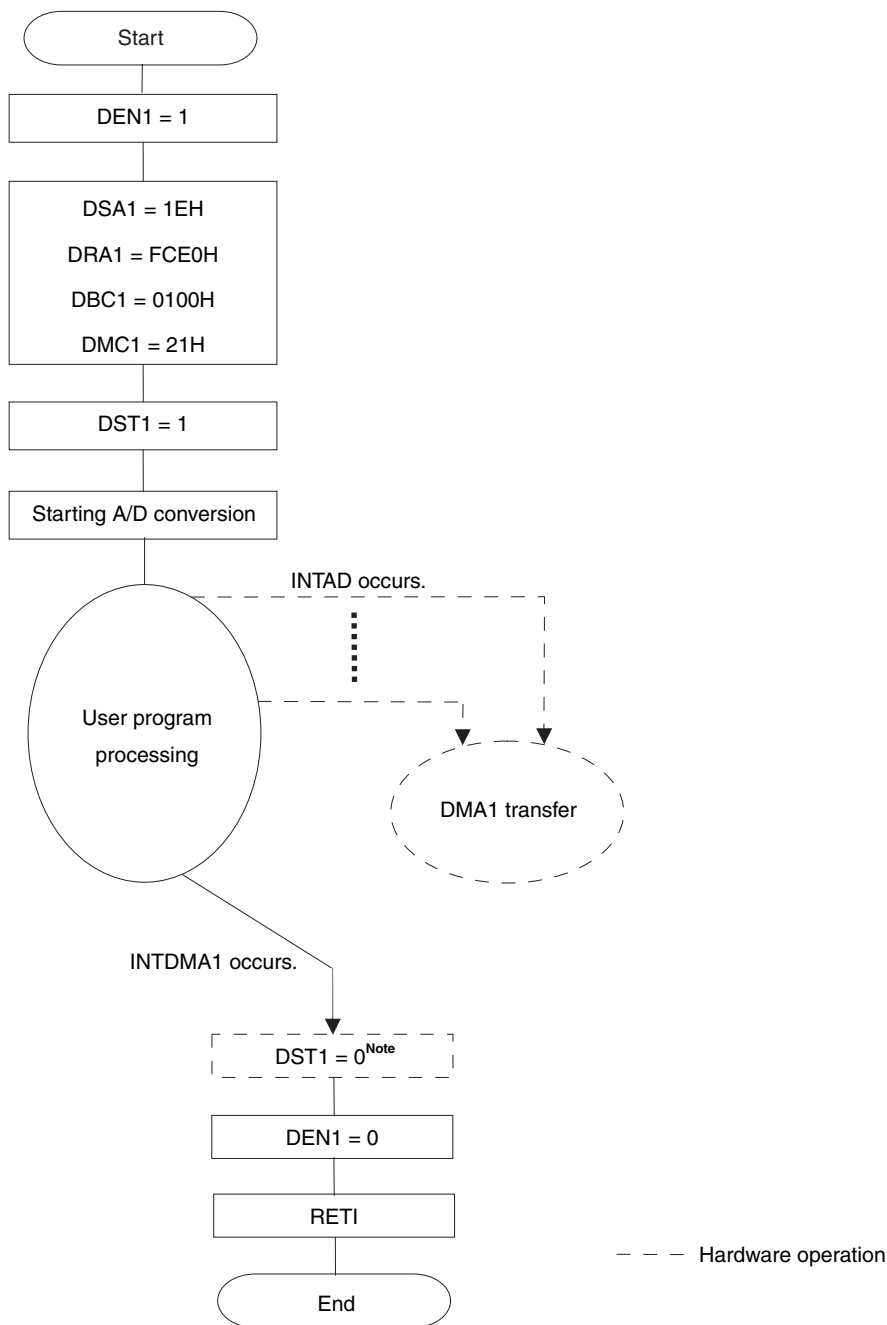 Start
DEN1 = 1
DSA1 = 1EH
DRA1 = FCE0H
DBC1 = 0100H
DMC1 = 21H
DST1 = 1
Starting A/D conversion
INTAD occurs.
User program
processing
DMA1 transfer
INTDMA1 occurs.
DST1 = 0Note
DEN1 = 0
RETI
Hardware operation
End